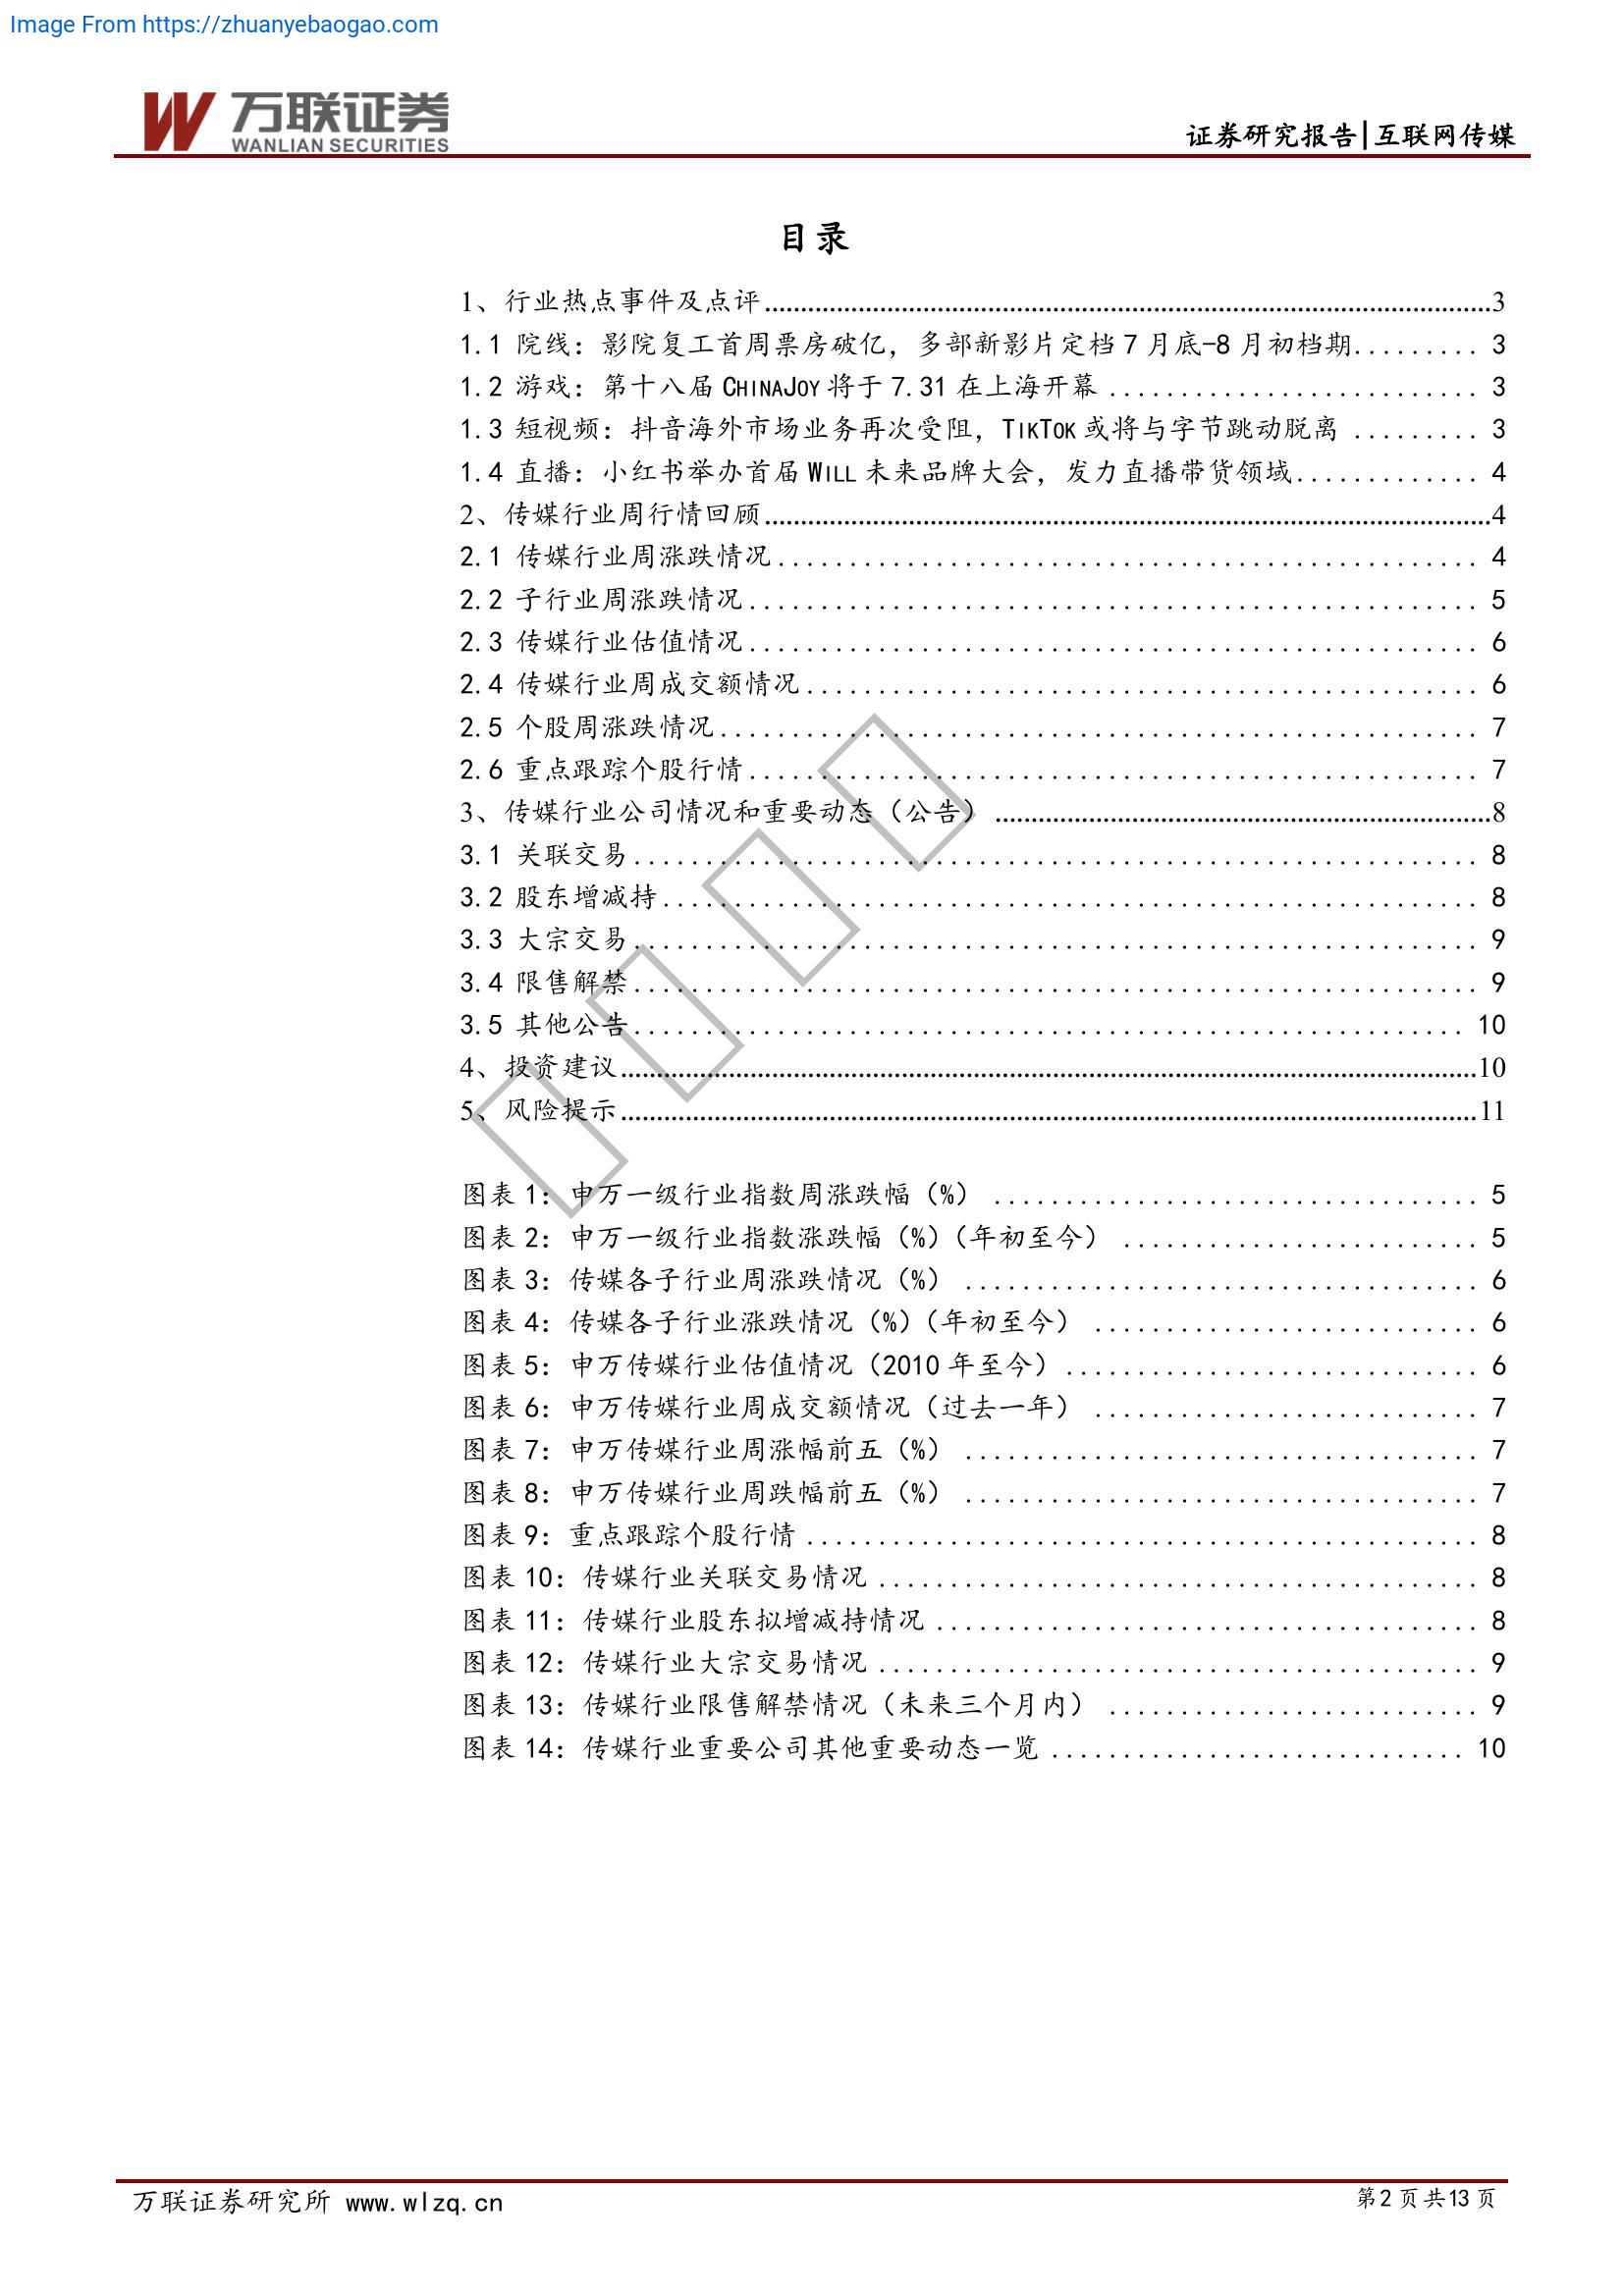 Image From https://zhuanyebaogao.com
万联证券
WANLIAN SECURITIES
证券研究报告|互联网传媒
目录
1、行业热点事件及点评................3
1.1 院线：影院复工首周票房破亿，多部新影片定档 7 月底-8 月初档期......... 3
1.2 游戏：第十八届 CHINAJOY 将于 7.31 在上海开幕 .......................... 3
1.3 短视频：抖音海外市场业务再次受阻，TIKTOK 或将与字节跳动脱离 ......... 3
1.4 直播：小红书举办首届 WILL 未来品牌大会，发力直播带货领域............. 4
2、传媒行业周行情回顾................4
2.1 传媒行业周涨跌情况................ 4
2.2 子行业周涨跌情况................ 5
2.3 传媒行业估值情况................ 6
2.4 传媒行业周成交额情况................ 6
2.5 个股周涨跌情况................ 7
2.6 重点跟踪个股行情................ 7
3、传媒行业公司情况和重要动态（公告） ................8
3.1 关联交易................ 8
3.2 股东增减持................ 8
3.3 大宗交易................ 9
3.4 限售解禁................ 9
3.5 其他公告................ 10
4、投资建议................10
5、风险提示................11
图表 1：申万一级行业指数周涨跌幅（%） ................ 5
图表 2：申万一级行业指数涨跌幅（%）（年初至今） ................ 5
图表 3：传媒各子行业周涨跌情况（%） ................ 6
图表 4：传媒各子行业涨跌情况（%）（年初至今） ................ 6
图表 5：申万传媒行业估值情况（2010 年至今）................ 6
图表 6：申万传媒行业周成交额情况（过去一年） ................ 7
图表 7：申万传媒行业周涨幅前五（%） ................ 7
图表 8：申万传媒行业周跌幅前五（%） ................ 7
图表 9：重点跟踪个股行情 ................ 8
图表 10：传媒行业关联交易情况 ................ 8
图表 11：传媒行业股东拟增减持情况 ................ 8
图表 12：传媒行业大宗交易情况 ................ 9
图表 13：传媒行业限售解禁情况（未来三个月内） ................ 9
图表 14：传媒行业重要公司其他重要动态一览 ................ 10
万联证券研究所 www.wlzq.cn
第 2 页 共 13 页